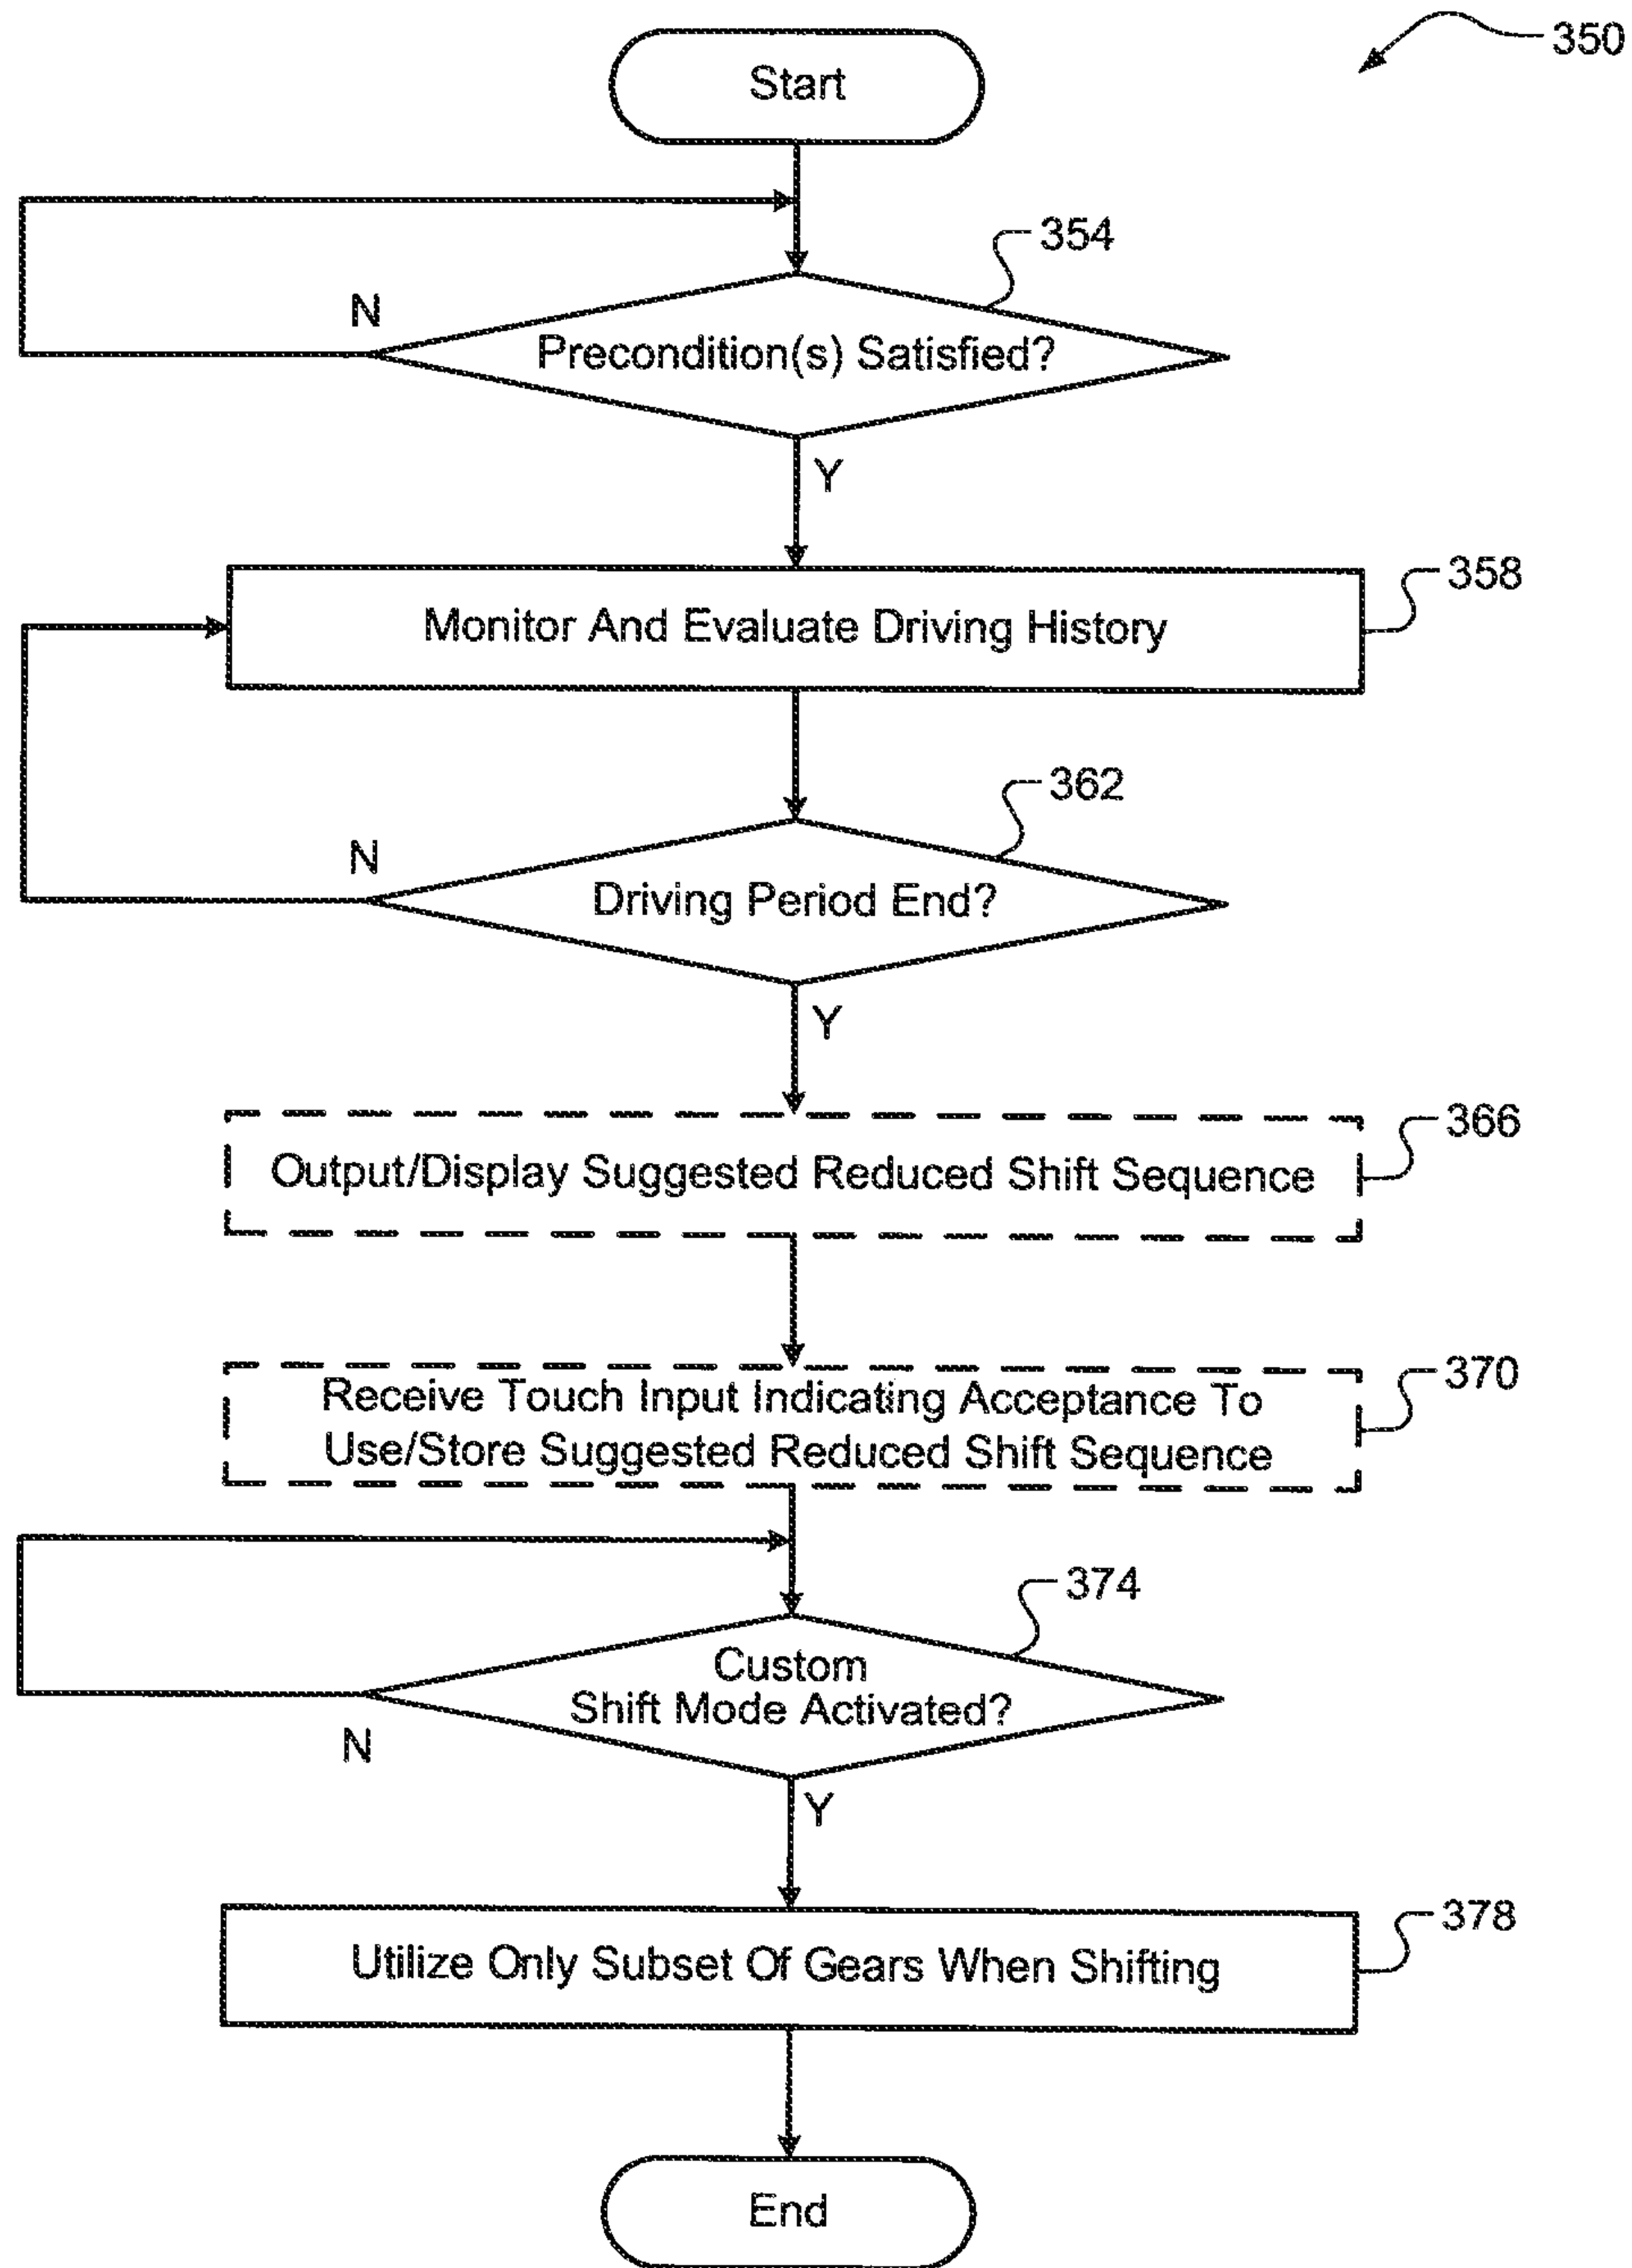 350
Start
354
N
Precondition(s) Satisfied?
Y
358
Monitor And Evaluate Driving History
362
N
Driving Period End?
Y
366
Output/Display Suggested Reduced Shift Sequence
370
Receive Touch Input Indicating Acceptance To
Use/Store Suggested Reduced Shift Sequence
374
Custom
Shift Mode Activated?
N
Y
378
Utilize Only Subset Of Gears When Shifting
End